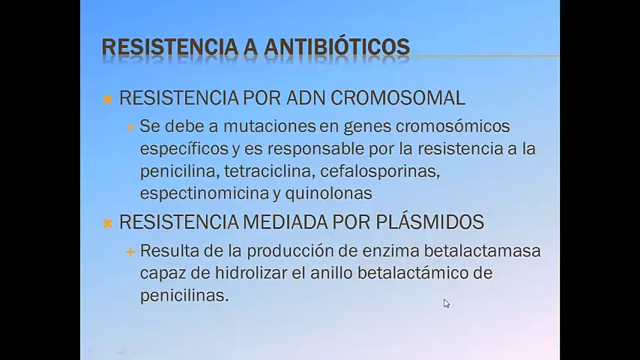 RESISTENCIA A ANTIBIÓTICOS
RESISTENCIA POR ADN CROMOSOMAL
Se debe a mutaciones en genes cromosómicos
específicos y es responsable por la resistencia a la
penicilina, tetraciclina, cefalosporinas,
espectinomicina y quinolonas
RESISTENCIA MEDIADA POR PLÁSMIDOS
Resulta de la producción de enzima betalactamasa
capaz de hidrolizar el anillo betalactámico de
penicilinas.